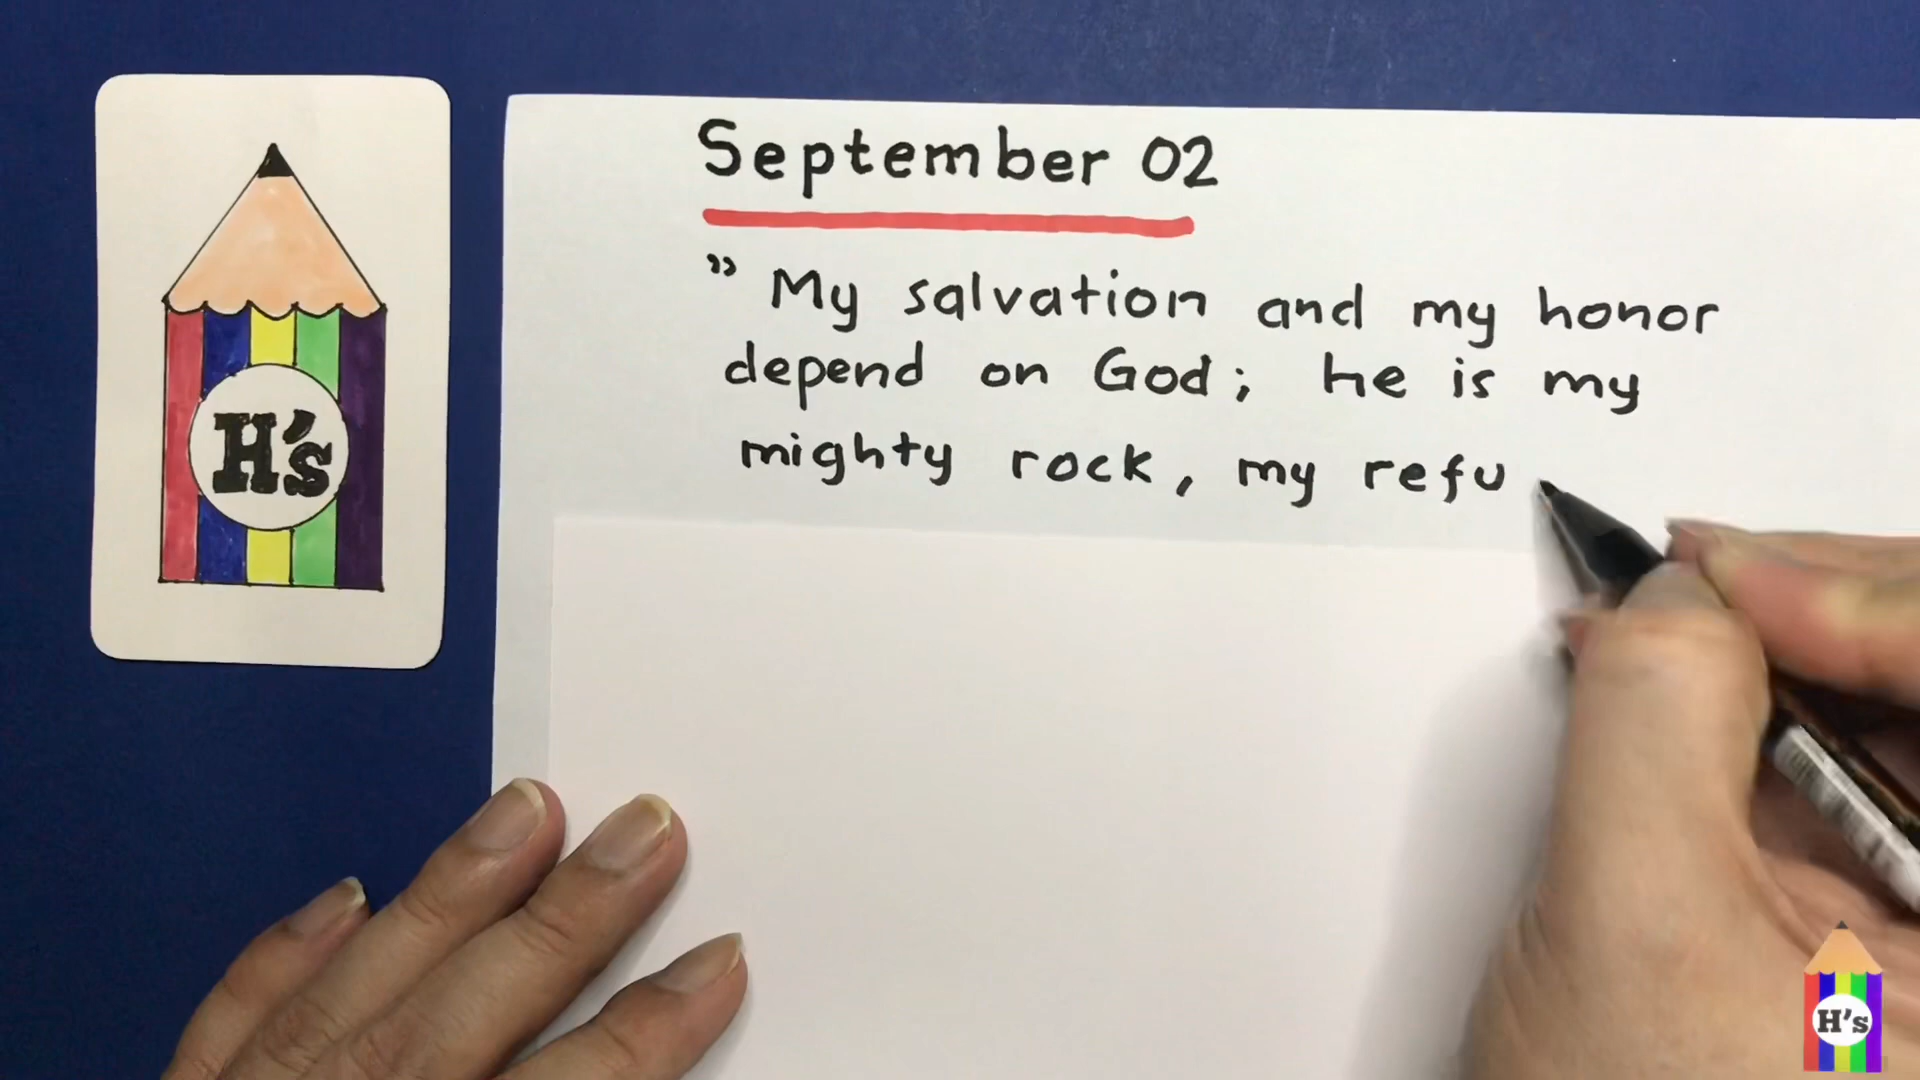 September 02
" My salvation and my honor
depend on God; he is my
mighty rock, my refu
H's
H's